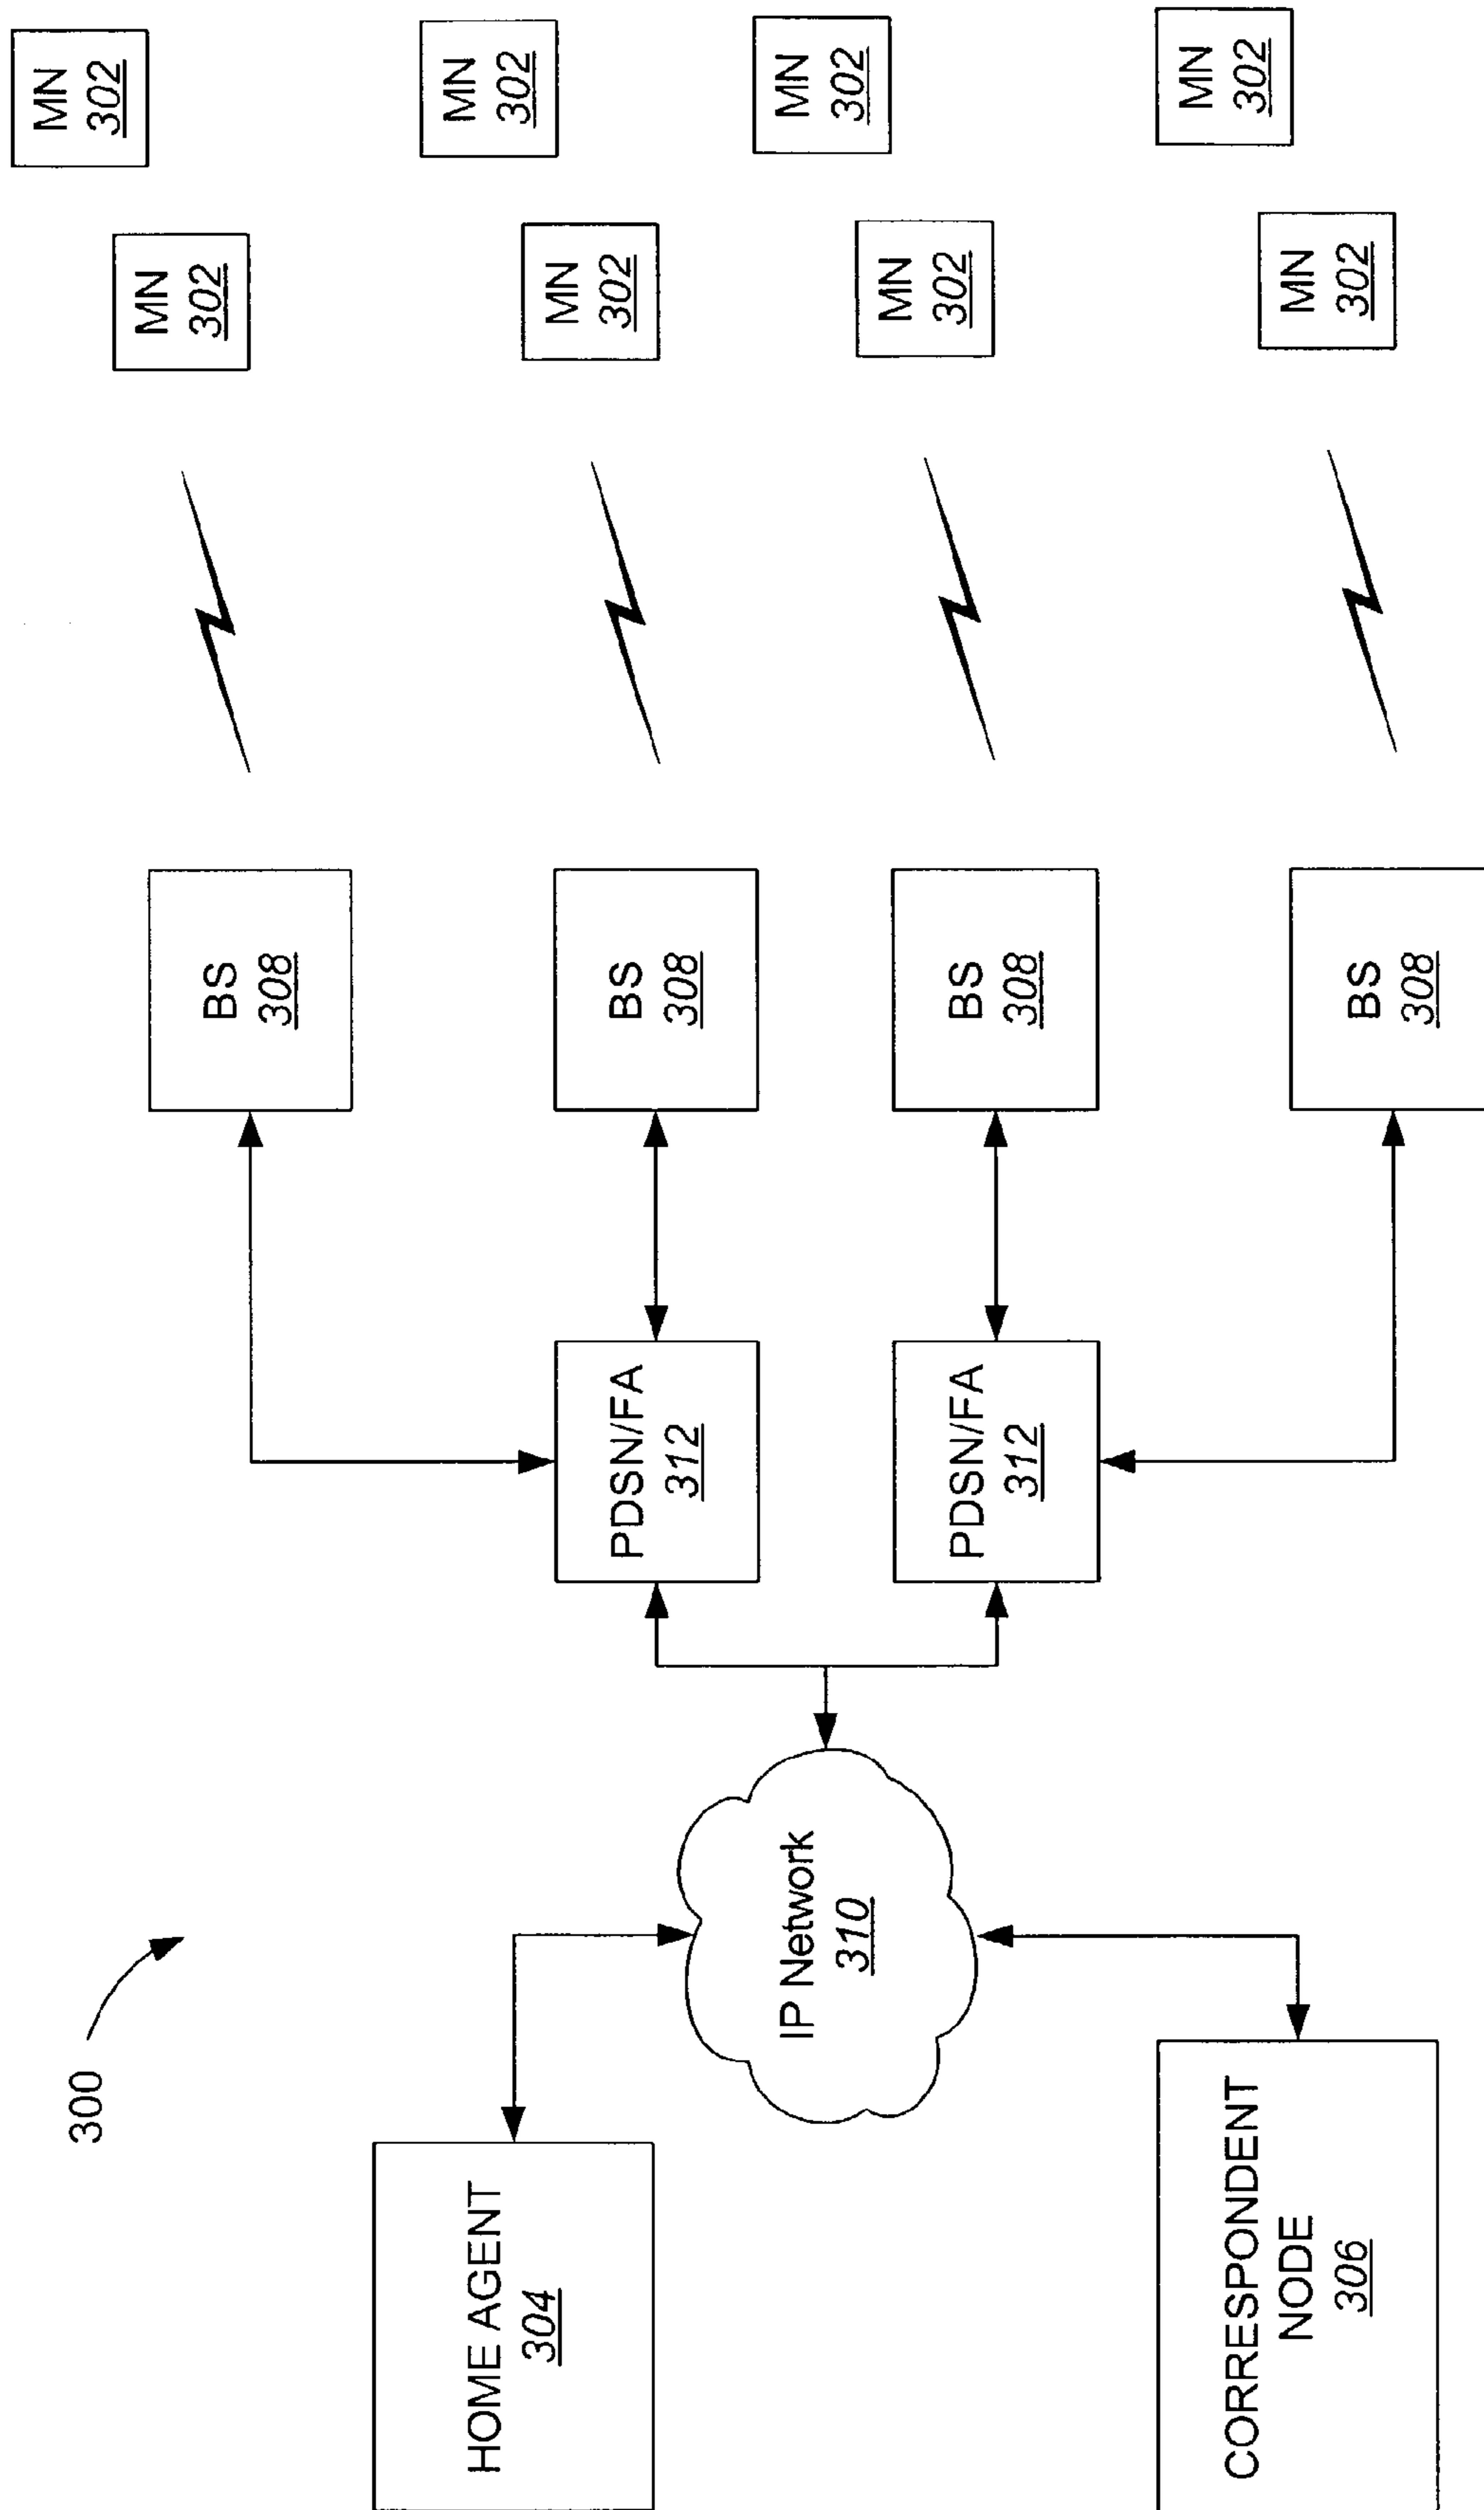 300
HOME AGENT
304
CORRESPONDENT
NODE
306
IP Network
310
PDSN/FA
312
PDSN/FA
312
BS
308
BS
308
BS
308
BS
308
MN
302
MN
302
MN
302
MN
302
MN
302
MN
302
MN
302
MN
302